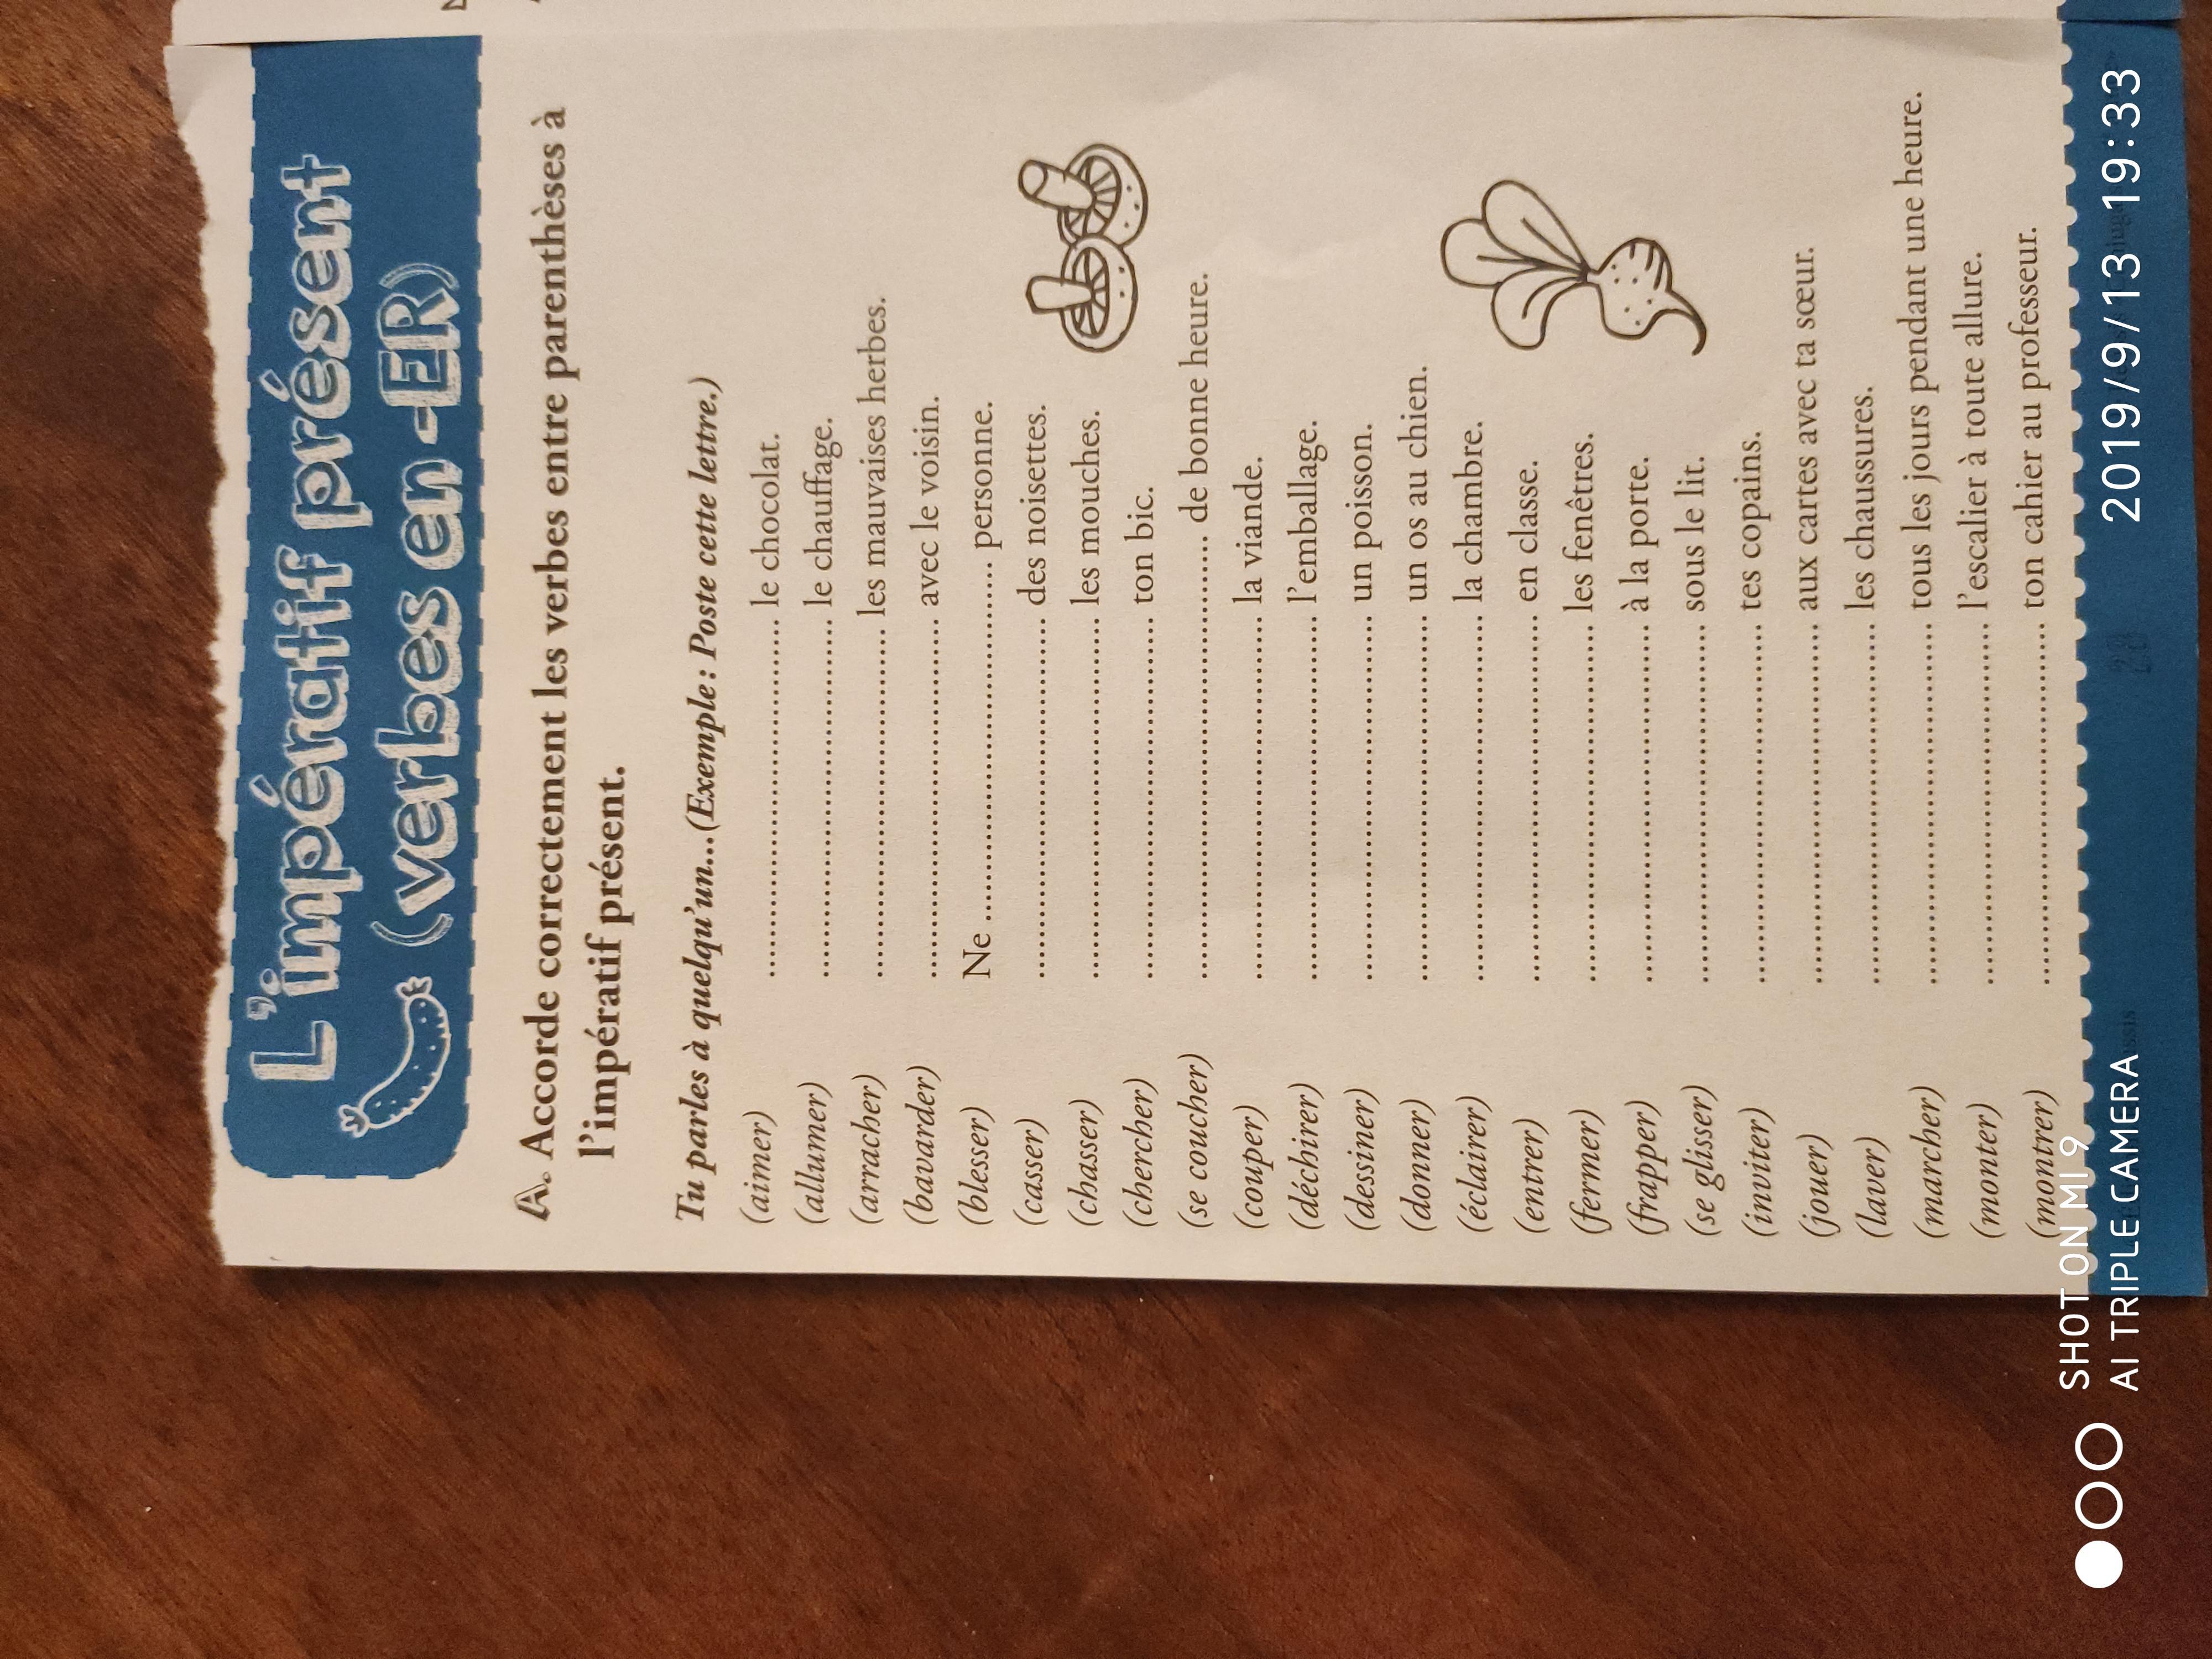 L'impératif présent
(verbes en -ER)
A. Accorde correctement les verbes entre parenthèses à
l'impératif présent.
Tu parles à quelqu'un...(Exemple : Poste cette lettre.)
(aimer) .......................................... le chocolat.
(allumer) .......................................... le chauffage.
(arracher) .......................................... les mauvaises herbes.
(bavarder) .......................................... avec le voisin.
(blesser) Ne .......................................... personne.
(casser) .......................................... des noisettes.
(chasser) .......................................... les mouches.
(chercher) .......................................... ton bic.
(se coucher) .................................................. de bonne heure.
(couper) .......................................... la viande.
(déchirer) .......................................... l'emballage.
(dessiner) .......................................... un poisson.
(donner) .......................................... un os au chien.
(éclairer) .......................................... la chambre.
(entrer) .......................................... en classe.
(fermer) .......................................... les fenêtres.
(frapper) .......................................... à la porte.
(se glisser) .......................................... sous le lit.
(inviter) .......................................... tes copains.
(jouer) .......................................... aux cartes avec ta sœur.
(laver) .......................................... les chaussures.
(marcher) .......................................... tous les jours pendant une heure.
(monter) .......................................... l'escalier à toute allure.
(montrer) .......................................... ton cahier au professeur.
28
SHOT ON MI 9
AI TRIPLE CAMERA
2019/9/13 19:33